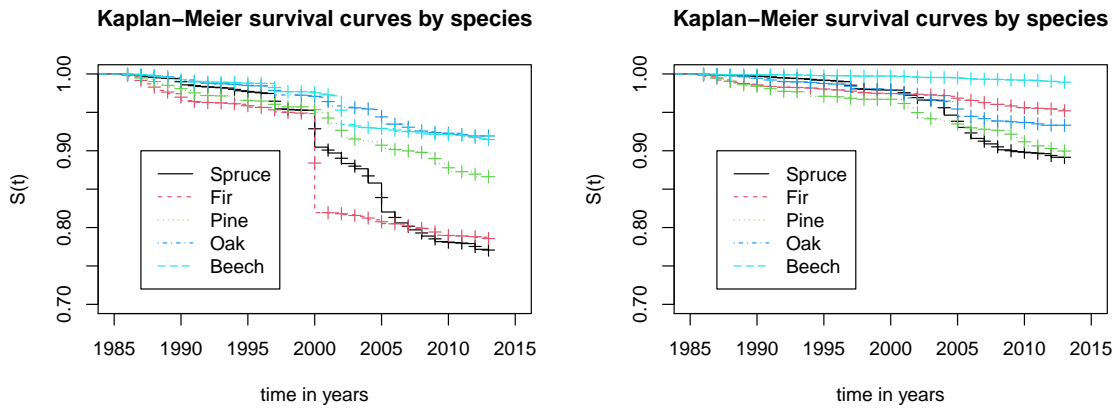 Kaplan−Meier survival curves by species
S(t)
1.00
0.90
0.80
0.70
Spruce
Fir
Pine
Oak
Beech
1985 1990 1995 2000 2005 2010 2015
time in years
Kaplan−Meier survival curves by species
S(t)
1.00
0.90
0.80
0.70
Spruce
Fir
Pine
Oak
Beech
1985 1990 1995 2000 2005 2010 2015
time in years